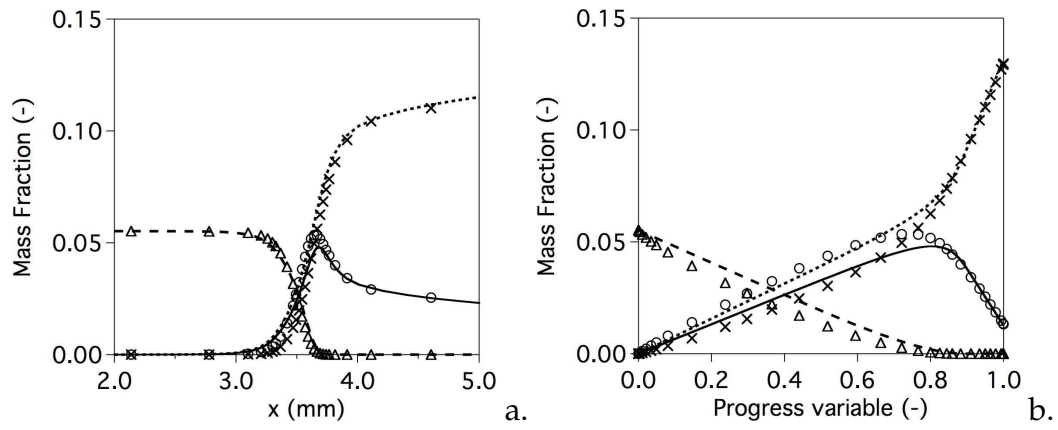 Mass Fraction (-)
0.15
0.10
0.05
0.00
2.0 3.0 4.0 5.0
x (mm)
a.
Mass Fraction (-)
0.15
0.10
0.05
0.00
0.0 0.2 0.4 0.6 0.8 1.0
Progress variable (-)
b.